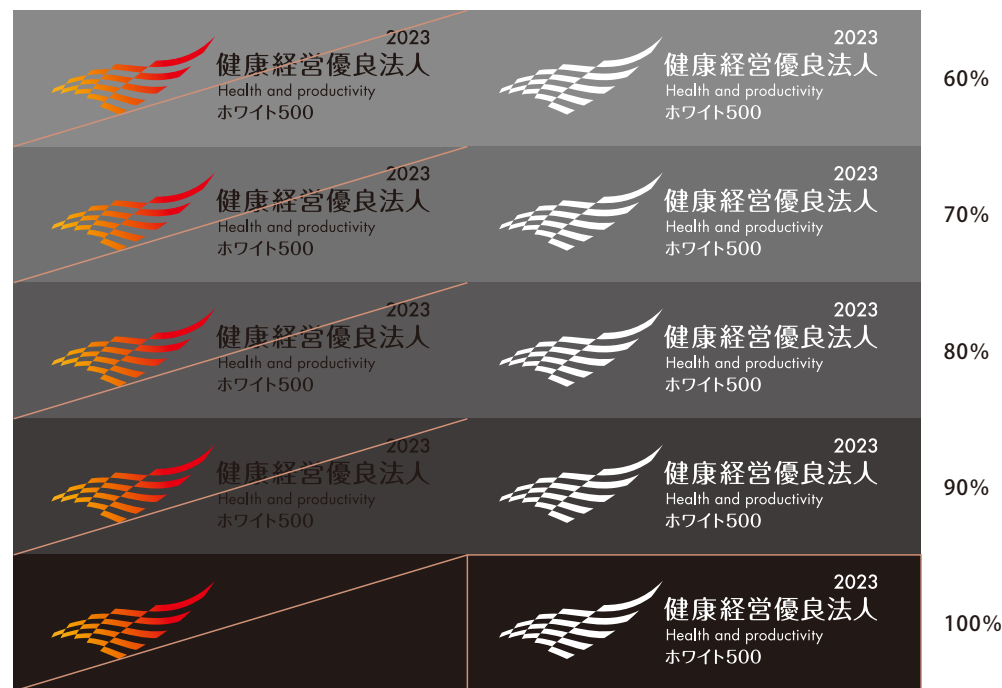 2023
健康経営優良法人
Health and productivity
ホワイト500
2023
健康経営優良法人
Health and productivity
ホワイト500
60%
2023
健康経営優良法人
Health and productivity
ホワイト500
2023
健康経営優良法人
Health and productivity
ホワイト500
70%
2023
健康経営優良法人
Health and productivity
ホワイト500
2023
健康経営優良法人
Health and productivity
ホワイト500
80%
2023
健康経営優良法人
Health and productivity
ホワイト500
2023
健康経営優良法人
Health and productivity
ホワイト500
90%
2023
健康経営優良法人
Health and productivity
ホワイト500
100%